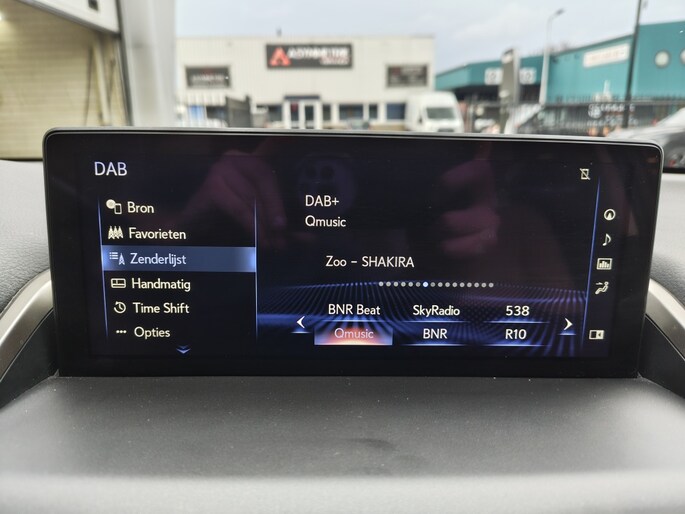 DAB
Bron
Favorieten
Zenderlijst
Handmatig
Time Shift
Opties
DAB+
Qmusic
Zoo - SHAKIRA
BNR Beat
SkyRadio
538
Qmusic
BNR
R10